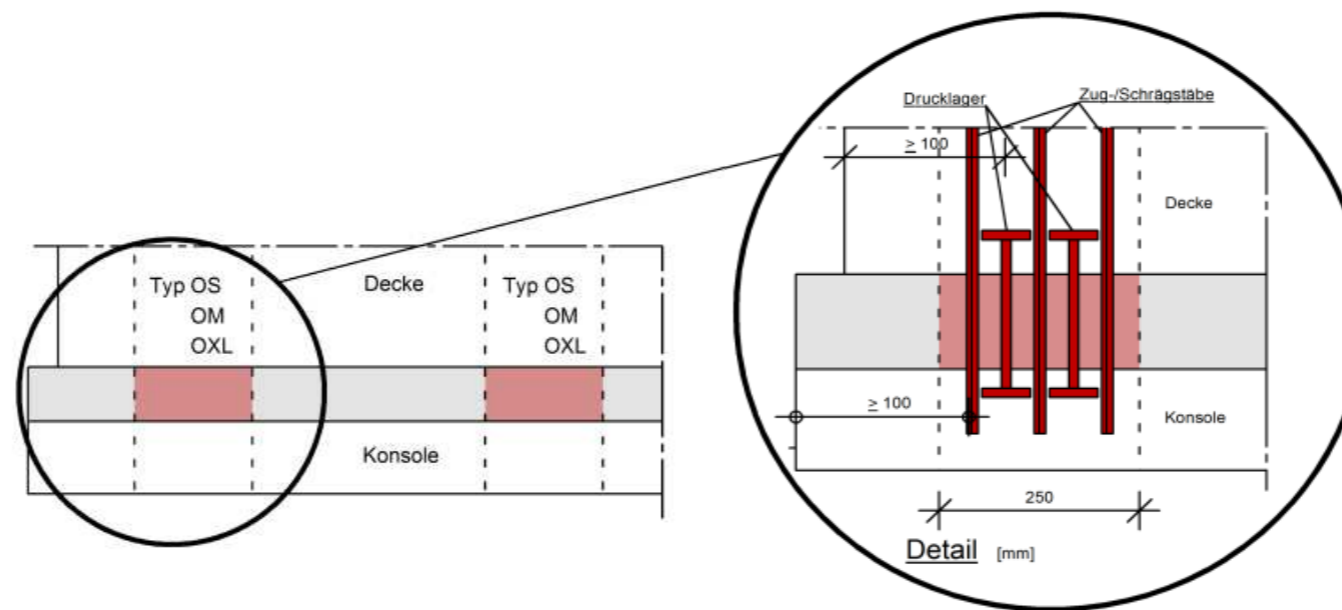 Typ OS
OM
OXL
Decke
Typ OS
OM
OXL
Konsole
Drucklager
Zug-/Schrägstäbe
≥ 100
Decke
≥ 100
Konsole
250
Detail [mm]